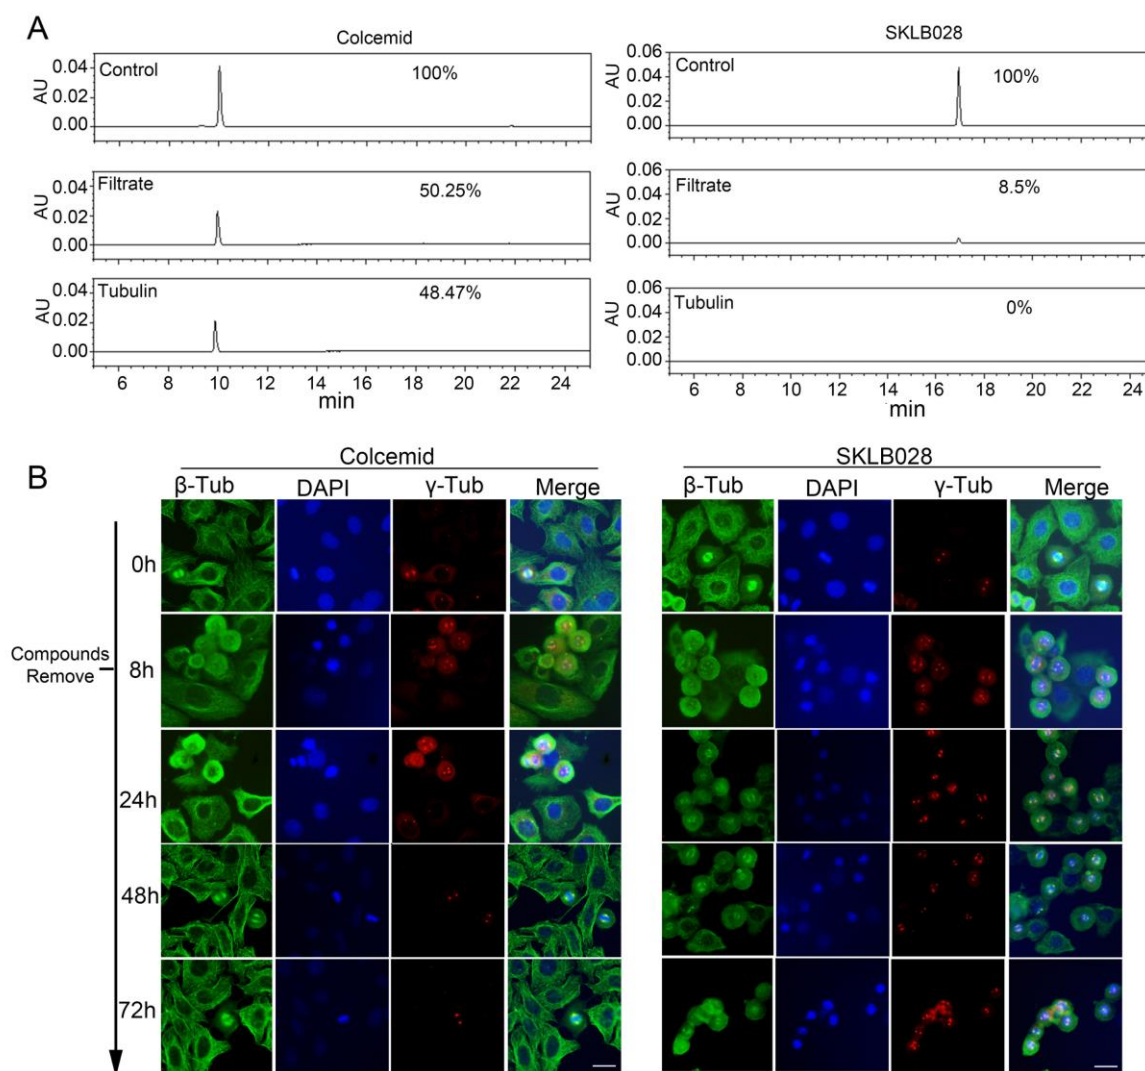 A
Colcemid
AU
0.04
0.02
0.00
Control
100%
AU
0.04
0.02
0.00
Filtrate
50.25%
AU
0.04
0.02
0.00
Tubulin
48.47%
6 8 10 12 14 16 18 20 22 24
min
SKLB028
AU
0.06
0.04
0.02
0.00
Control
100%
AU
0.06
0.04
0.02
0.00
Filtrate
8.5%
AU
0.06
0.04
0.02
0.00
Tubulin
0%
6 8 10 12 14 16 18 20 22 24
min
B
Colcemid
β-Tub DAPI γ-Tub Merge
SKLB028
β-Tub DAPI γ-Tub Merge
0h
Compounds
Remove
8h
24h
48h
72h